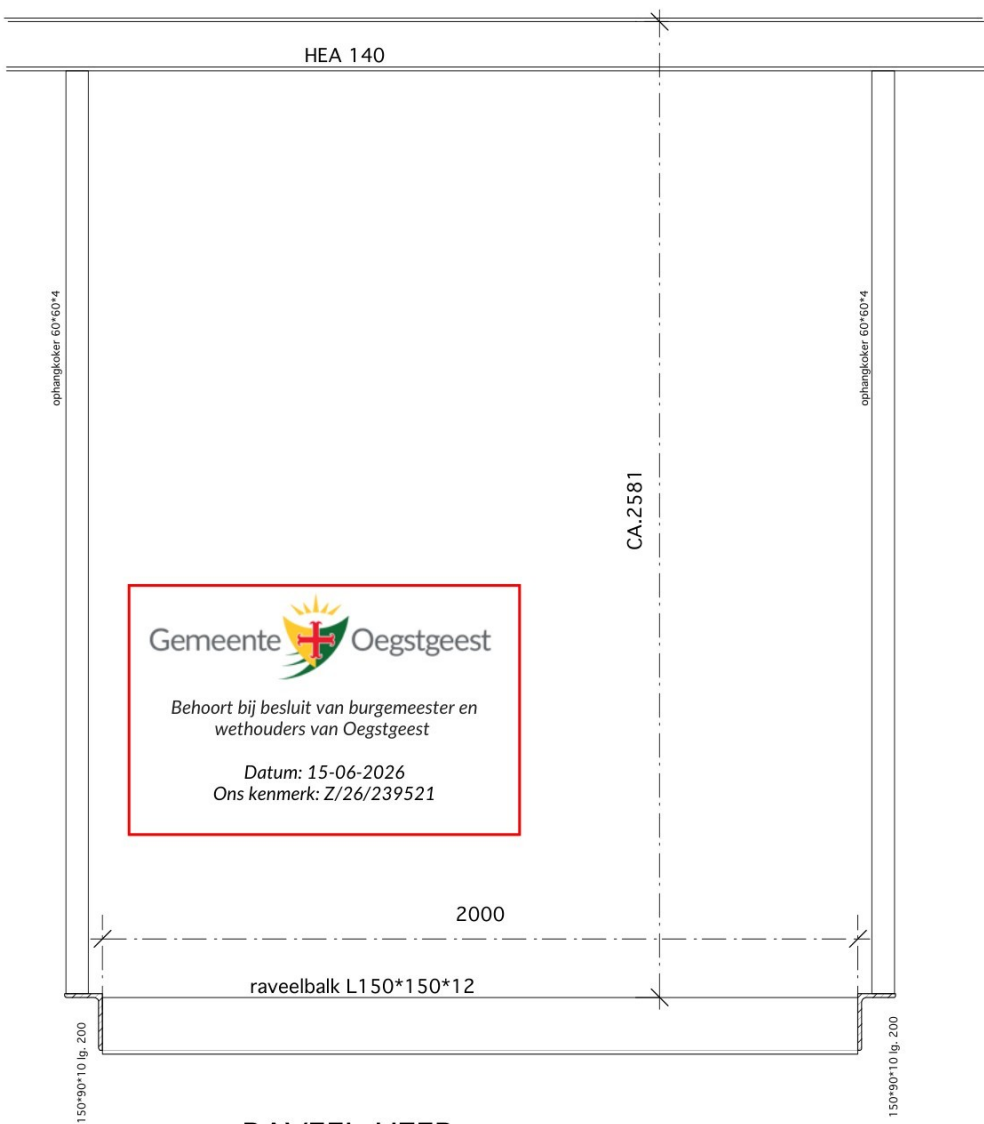 HEA 140
ophangkoker 60*60*4
ophangkoker 60*60*4
CA.2581
Gemeente Oegstgeest
Behoort bij besluit van burgemeester en
wethouders van Oegstgeest
Datum: 15-06-2026
Ons kenmerk: Z/26/239521
2000
raveelbalk L150*150*12
150*90*10 lg. 200
150*90*10 lg. 200